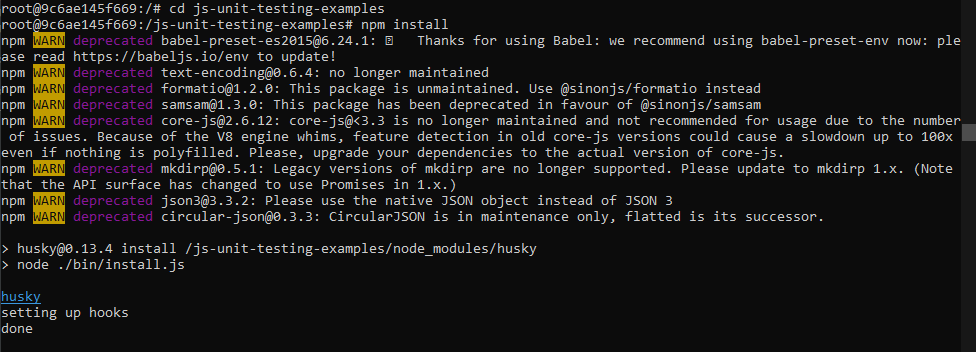 root@9c6ae145f669:/# cd js-unit-testing-examples
root@9c6ae145f669:/js-unit-testing-examples# npm install
npm WARN deprecated babel-preset-es2015@6.24.1: 🙌  Thanks for using Babel: we recommend using babel-preset-env now: ple
ase read https://babeljs.io/env to update!
npm WARN deprecated text-encoding@0.6.4: no longer maintained
npm WARN deprecated formatio@1.2.0: This package is unmaintained. Use @sinonjs/formatio instead
npm WARN deprecated samsam@1.3.0: This package has been deprecated in favour of @sinonjs/samsam
npm WARN deprecated core-js@2.6.12: core-js@<3.3 is no longer maintained and not recommended for usage due to the number
 of issues. Because of the V8 engine whims, feature detection in old core-js versions could cause a slowdown up to 100x
even if nothing is polyfilled. Please, upgrade your dependencies to the actual version of core-js.
npm WARN deprecated mkdirp@0.5.1: Legacy versions of mkdirp are no longer supported. Please update to mkdirp 1.x. (Note
that the API surface has changed to use Promises in 1.x.)
npm WARN deprecated json3@3.3.2: Please use the native JSON object instead of JSON 3
npm WARN deprecated circular-json@0.3.3: CircularJSON is in maintenance only, flatted is its successor.
> husky@0.13.4 install /js-unit-testing-examples/node_modules/husky
> node ./bin/install.js
husky
setting up hooks
done